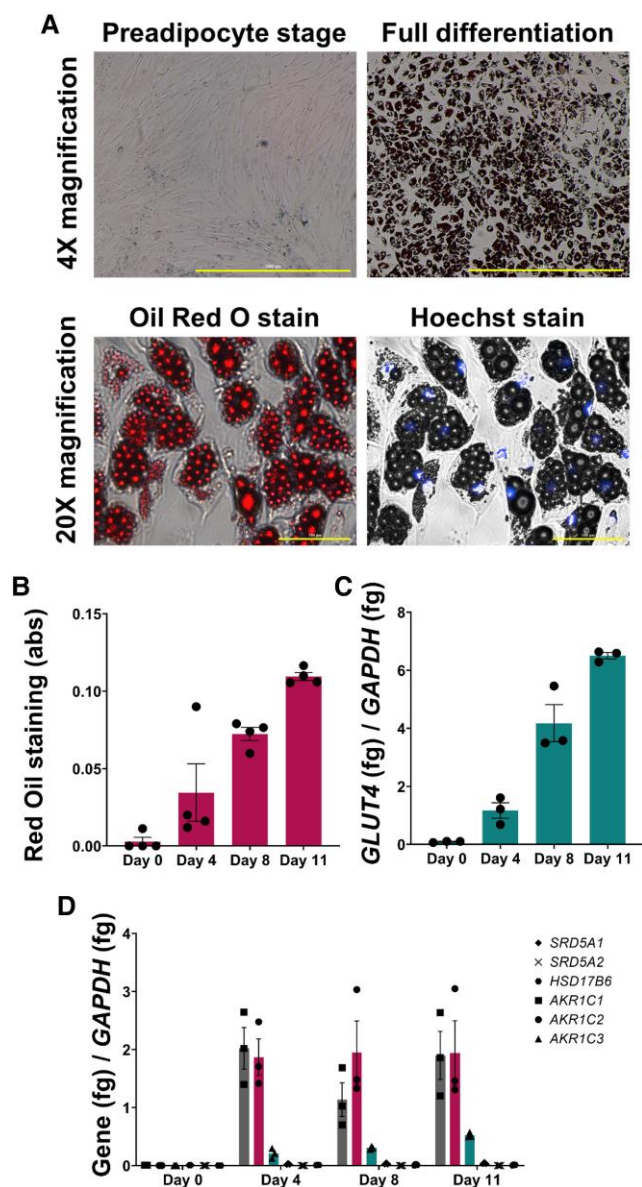 A
Preadipocyte stage
Full differentiation
4X magnification
Oil Red O stain
Hoechst stain
20X magnification
B
Red Oil staining (abs)
0.15
0.10
0.05
0.00
Day 0 Day 4 Day 8 Day 11
C
GLUT4 (fg) / GAPDH (fg)
8
6
4
2
0
Day 0 Day 4 Day 8 Day 11
D
Gene (fg) / GAPDH (fg)
4
3
2
1
0
Day 0 Day 4 Day 8 Day 11
SRD5A1
SRD5A2
HSD17B6
AKR1C1
AKR1C2
AKR1C3